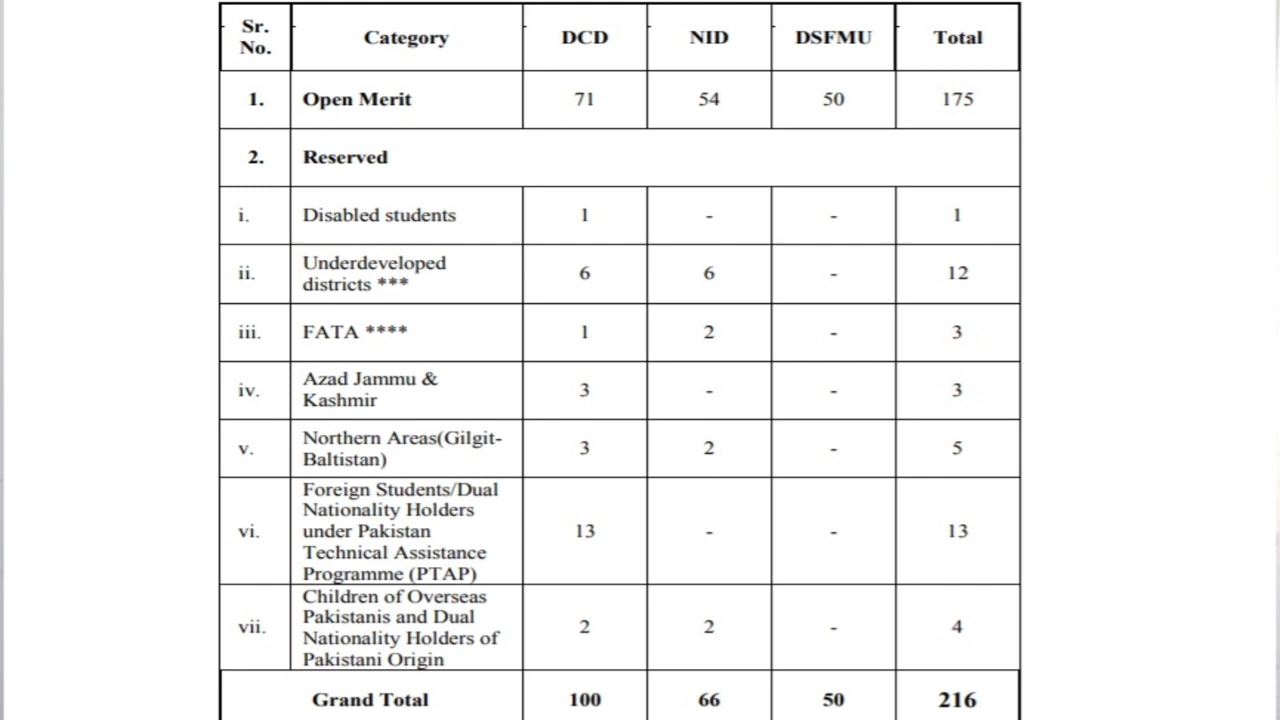 Sr. No. Category DCD NID DSFMU Total
1. Open Merit 71 54 50 175
2. Reserved
i. Disabled students 1 - - 1
ii. Underdeveloped districts *** 6 6 - 12
iii. FATA **** 1 2 - 3
iv. Azad Jammu & Kashmir 3 - - 3
v. Northern Areas(Gilgit-Baltistan) 3 2 - 5
vi. Foreign Students/Dual Nationality Holders under Pakistan Technical Assistance Programme (PTAP) 13 - - 13
vii. Children of Overseas Pakistanis and Dual Nationality Holders of Pakistani Origin 2 2 - 4
Grand Total 100 66 50 216